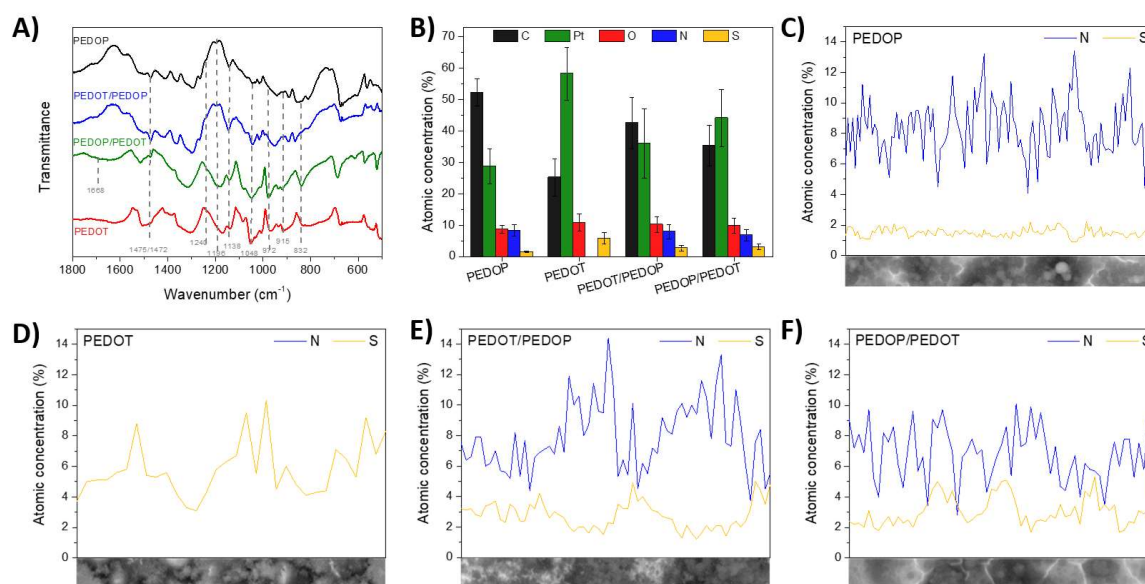 A)
PEDOP
PEDOT/PEDOP
PEDOP/PEDOT
PEDOT
1668
1475/1472
1240
1196
1138
1048
972
915
832
Transmittance
1800 1600 1400 1200 1000 800 600
Wavenumber (cm⁻¹)
B)
C Pt O N S
Atomic concentration (%)
70
60
50
40
30
20
10
0
PEDOP PEDOT PEDOT/PEDOP PEDOP/PEDOT
C)
PEDOP
N S
Atomic concentration (%)
14
12
10
8
6
4
2
0
D)
PEDOT
N S
Atomic concentration (%)
14
12
10
8
6
4
2
0
E)
PEDOT/PEDOP
N S
Atomic concentration (%)
14
12
10
8
6
4
2
0
F)
PEDOP/PEDOT
N S
Atomic concentration (%)
14
12
10
8
6
4
2
0